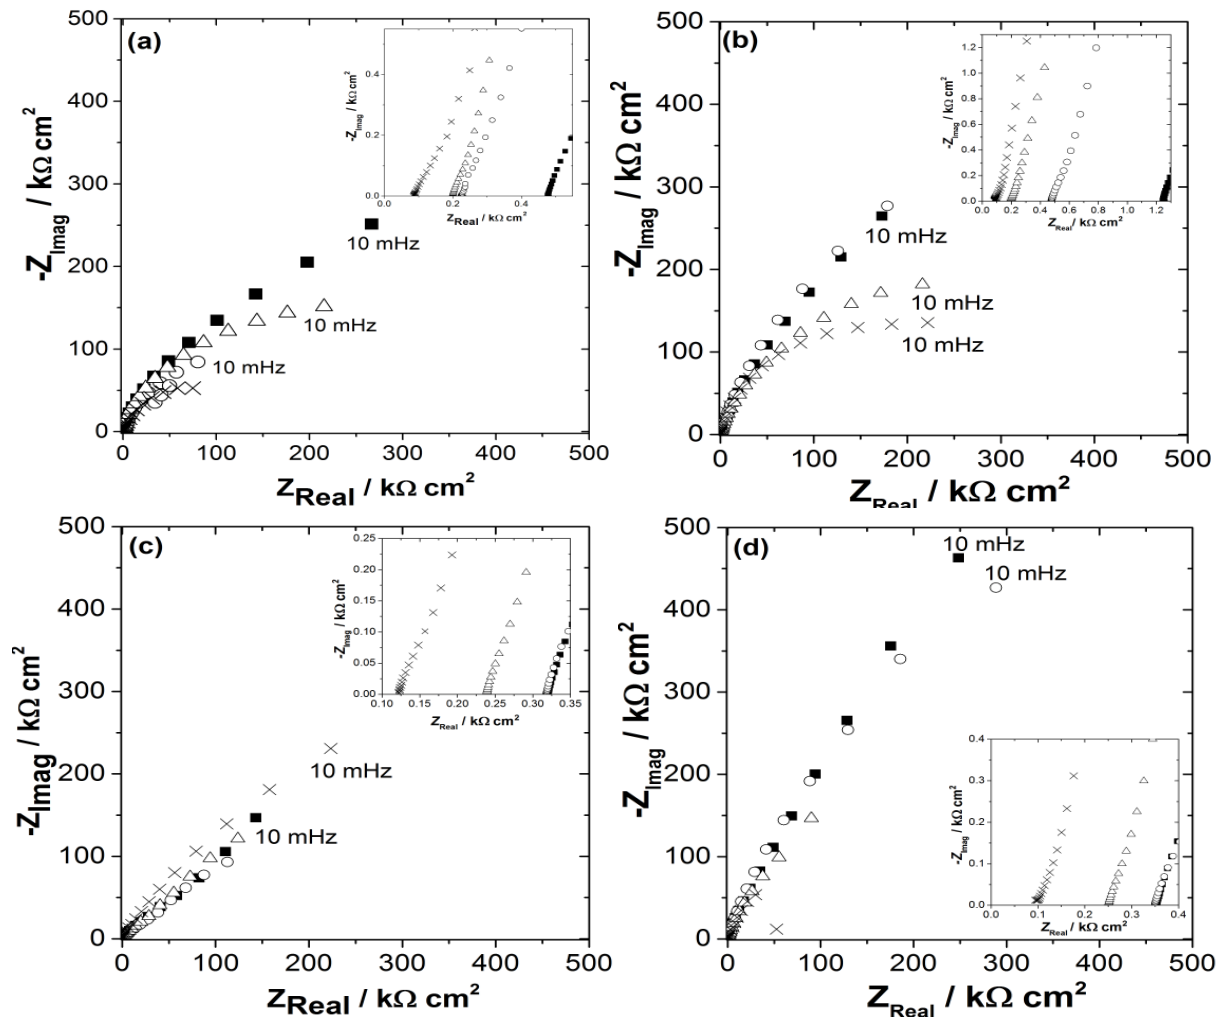 (a)
500
400
300
200
100
0
-Z_Imag / kΩ cm²
0 100 200 300 400 500
Z_Real / kΩ cm²
10 mHz
10 mHz
10 mHz
0.4
0.2
0.0
-Z_Imag / kΩ cm²
0.0 0.2 0.4
Z_Real / kΩ cm²
(b)
500
400
300
200
100
0
-Z_Imag / kΩ cm²
0 100 200 300 400 500
Z_Real / kΩ cm²
10 mHz
10 mHz
10 mHz
1.2
1.0
0.8
0.6
0.4
0.2
0.0
-Z_Imag / kΩ cm²
0.0 0.2 0.4 0.6 0.8 1.0 1.2
Z_Real / kΩ cm²
(c)
500
400
300
200
100
0
-Z_Imag / kΩ cm²
0 100 200 300 400 500
Z_Real / kΩ cm²
10 mHz
10 mHz
0.25
0.20
0.15
0.10
0.05
0.00
-Z_Imag / kΩ cm²
0.10 0.15 0.20 0.25 0.30 0.35
Z_Real / kΩ cm²
(d)
500
400
300
200
100
0
-Z_Imag / kΩ cm²
0 100 200 300 400 500
Z_Real / kΩ cm²
10 mHz
10 mHz
0.4
0.3
0.2
0.1
0.0
-Z_Imag / kΩ cm²
0.0 0.1 0.2 0.3 0.4
Z_Real / kΩ cm²